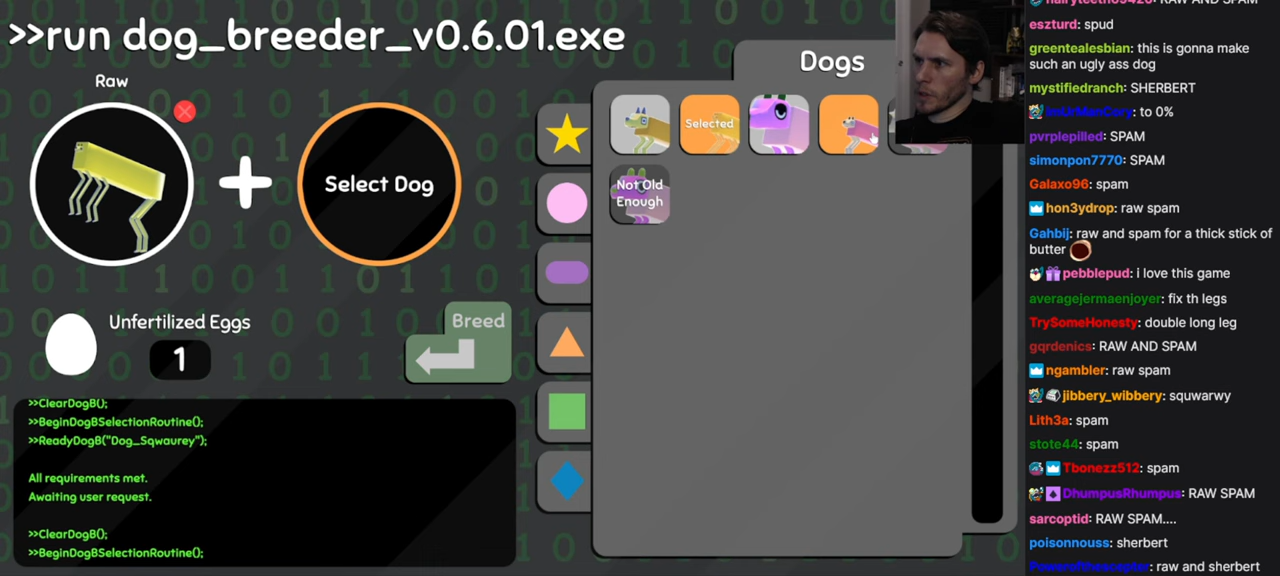 >>run dog_breeder_v0.6.01.exe
Raw
Select Dog
Unfertilized Eggs
1
Breed
>>ClearDogB();
>>BeginDogBSelectionRoutine();
>>ReadyDogB("Dog_Sqwaurey");
All requirements met.
Awaiting user request.
>>ClearDogB();
>>BeginDogBSelectionRoutine();
Dogs
Selected
Not Old
Enough
eszturd: spud
greentealesbian: this is gonna make
such an ugly ass dog
mystifiedranch: SHERBERT
: to 0%
pvrplepilled: SPAM
simonpon7770: SPAM
Galaxo96: spam
hon3ydrop: raw spam
Gahbij: raw and spam for a thick stick of
butter
pebblepud: i love this game
averagejermaenjoyer: fix th legs
TrySomeHonesty: double long leg
gqrdenics: RAW AND SPAM
ngambler: raw spam
jibbery_wibbery: squwarwy
Lith3a: spam
stote44: spam
Tbonezz512: spam
DhumpusRhumpus: RAW SPAM
sarcoptid: RAW SPAM....
poisonnouss: sherbert
: raw and sherbert